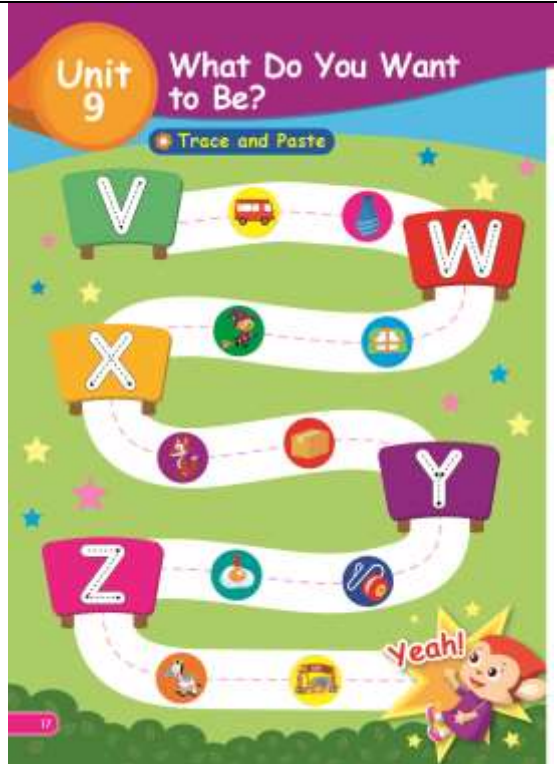 Unit
9
What Do You Want
to Be?
Trace and Paste
V
W
X
Y
Z
Yeah!
17